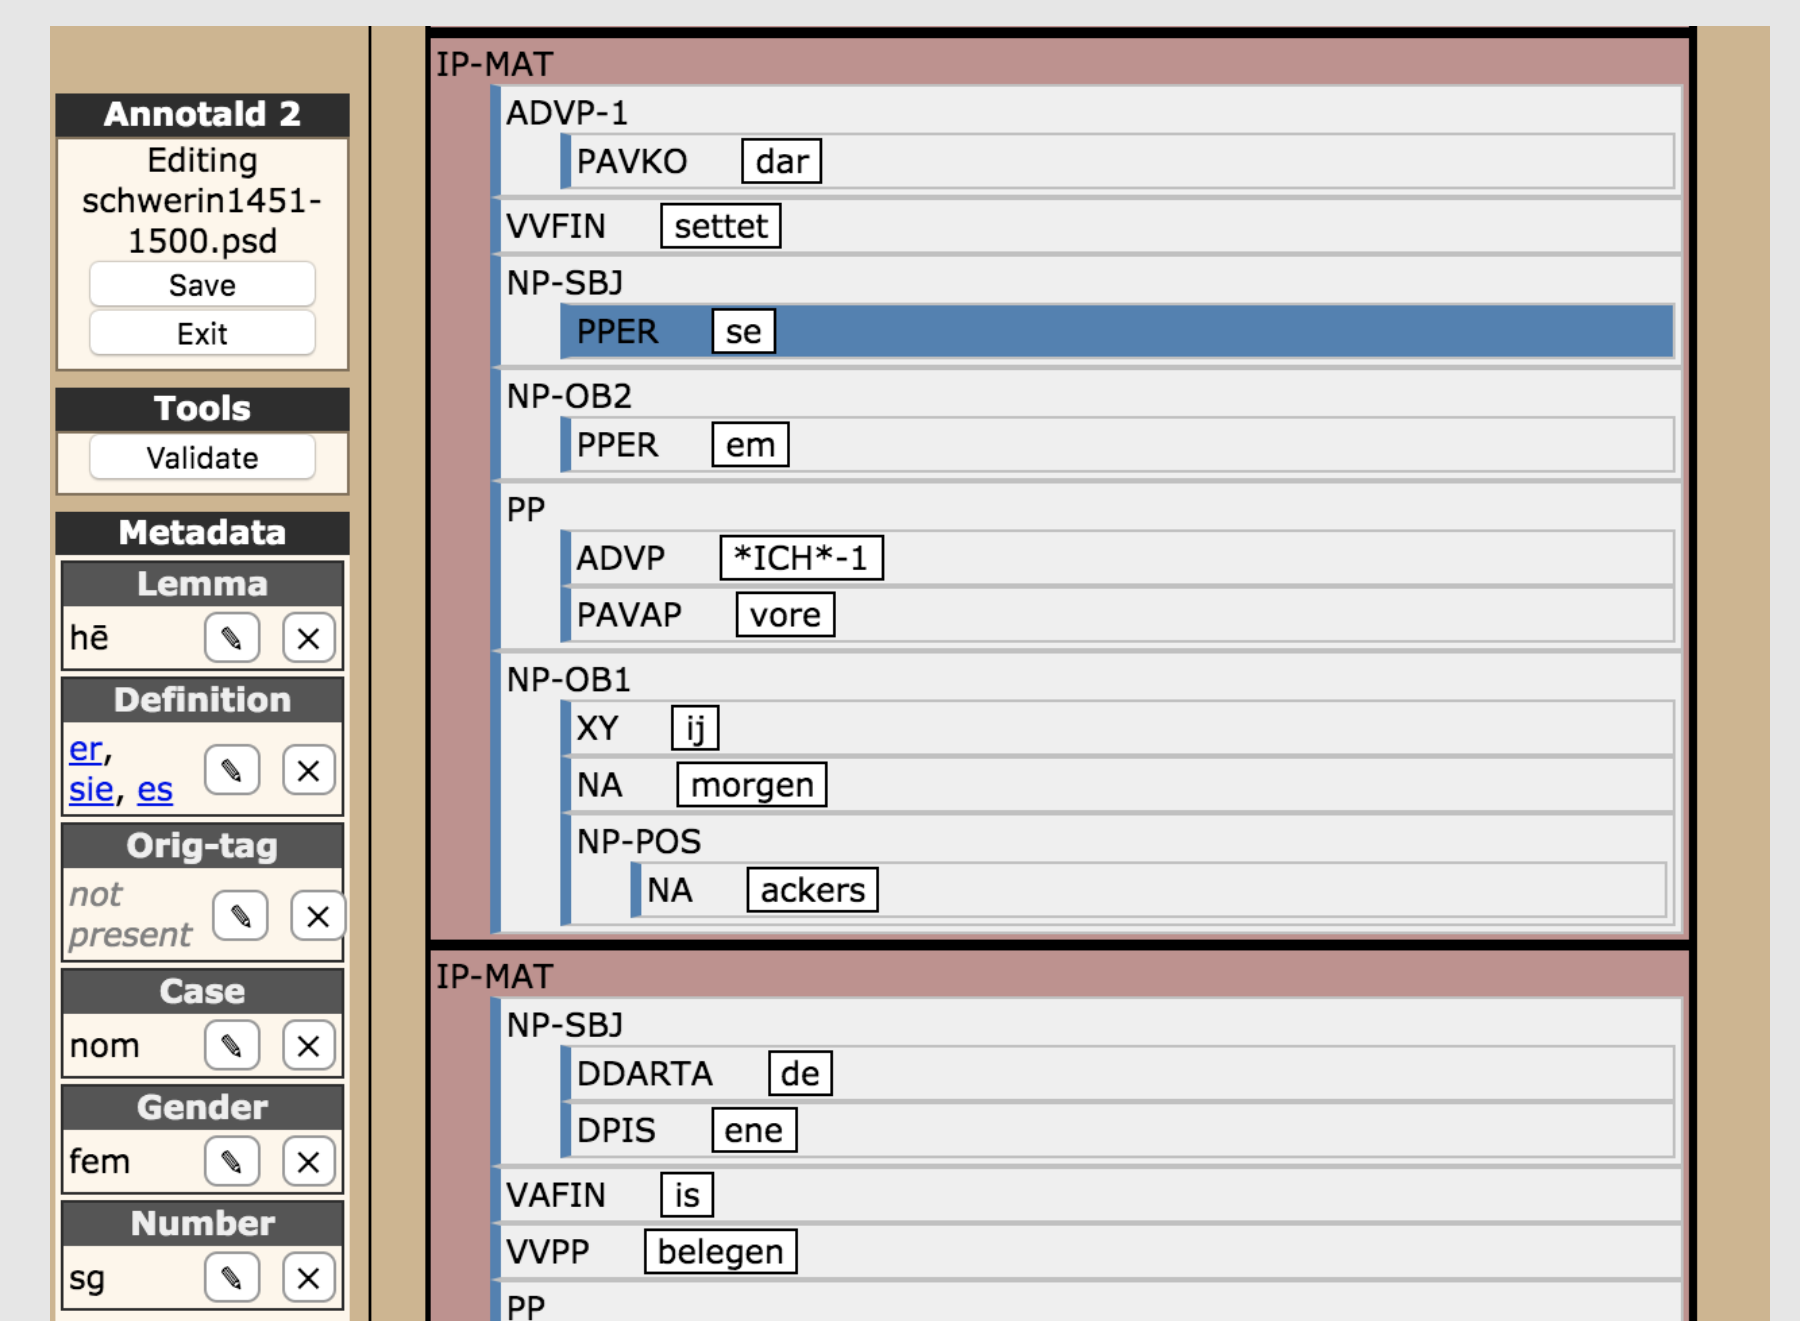 Annotald 2
Editing
schwerin1451-
1500.psd
Save
Exit
Tools
Validate
Metadata
Lemma
hē
Definition
er,
sie, es
Orig-tag
not
present
Case
nom
Gender
fem
Number
sg
IP-MAT
ADVP-1
PAVKO dar
VVFIN settet
NP-SBJ
PPER se
NP-OB2
PPER em
PP
ADVP *ICH*-1
PAVAP vore
NP-OB1
XY ij
NA morgen
NP-POS
NA ackers
IP-MAT
NP-SBJ
DDARTA de
DPIS ene
VAFIN is
VVPP belegen
PP